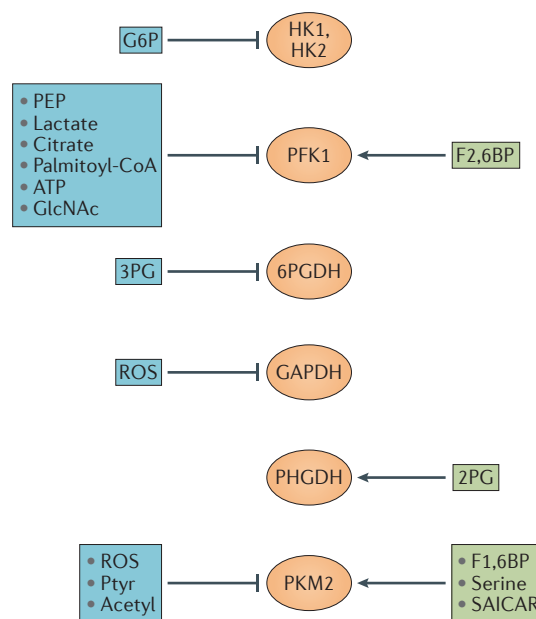 G6P
HK1,
HK2
• PEP
• Lactate
• Citrate
• Palmitoyl-CoA
• ATP
• GlcNAc
PFK1
F2,6BP
3PG
6PGDH
ROS
GAPDH
PHGDH
2PG
• ROS
• Ptyr
• Acetyl
PKM2
• F1,6BP
• Serine
• SAICAR